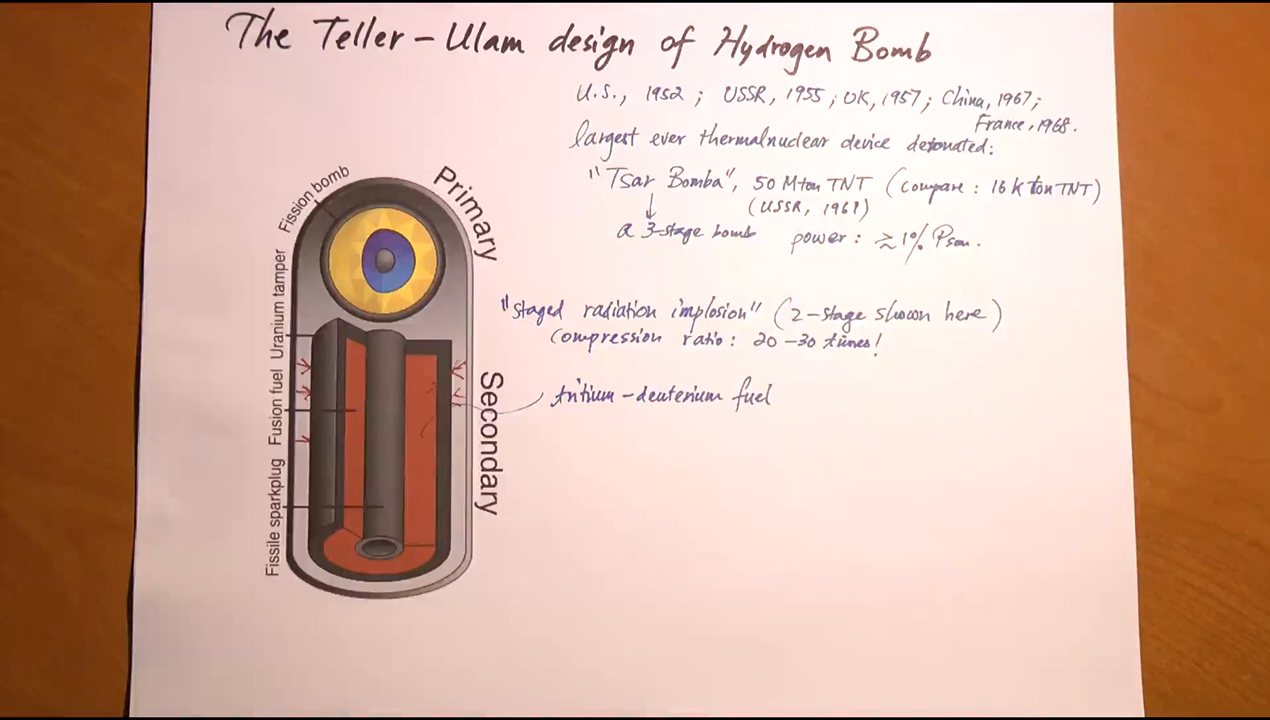 The Teller - Ulam design of Hydrogen Bomb
U.S., 1952 ; USSR, 1955 ; UK, 1957 ; China, 1967 ;
France, 1968.
largest ever thermalnuclear device detonated:
"Tsar Bomba", 50 Mton TNT (compare : 16 k ton TNT)
(USSR, 1961)
a 3-stage bomb power : ≳ 1% Psun.
"staged radiation implosion" (2-stage shown here)
compression ratio : 20 - 30 times!
tritium - deuterium fuel
Fission bomb
Primary
Uranium tamper
Fusion fuel
Secondary
Fissile sparkplug